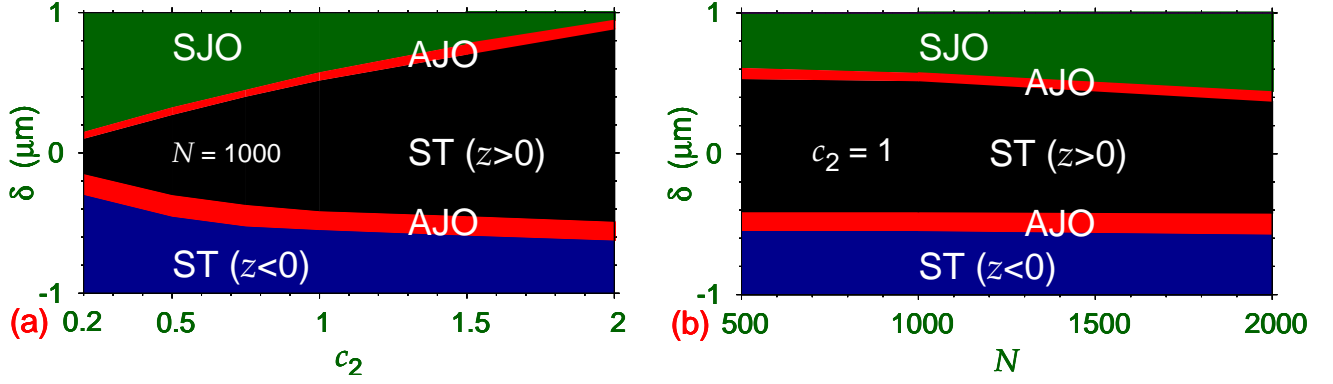 1
SJO
AJO
δ (μm)
0
N = 1000
ST (z>0)
AJO
ST (z<0)
-1
(a)
0.2
0.5
1
1.5
2
c₂
1
SJO
AJO
δ (μm)
0
c₂ = 1
ST (z>0)
AJO
ST (z<0)
-1
(b)
500
1000
1500
2000
N